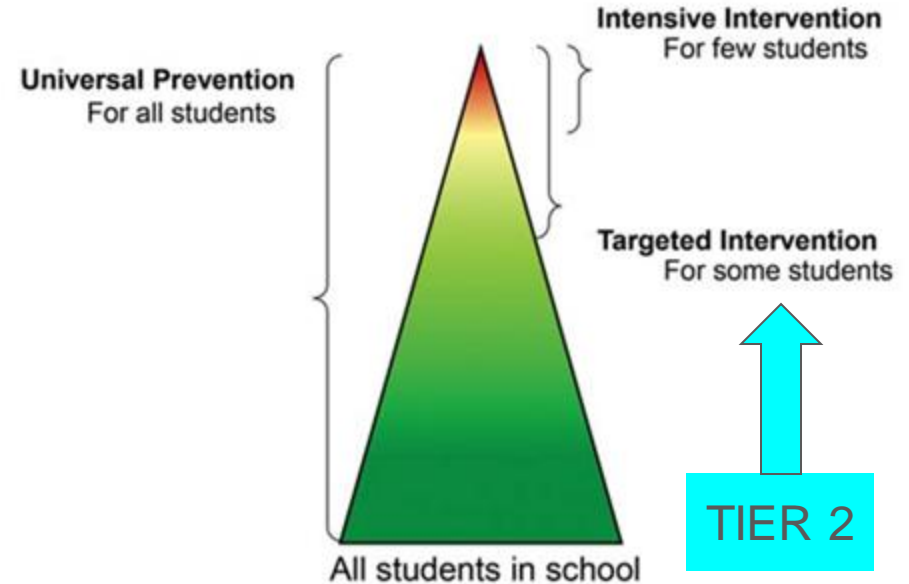 Universal Prevention
For all students
Intensive Intervention
For few students
Targeted Intervention
For some students
TIER 2
All students in school